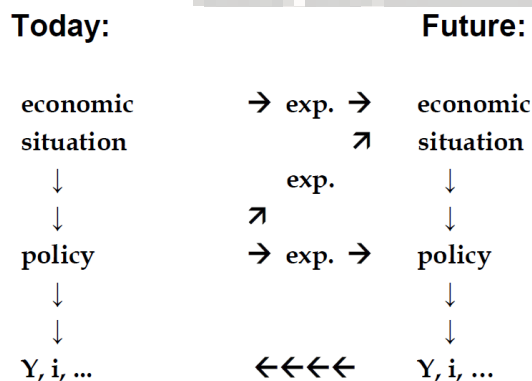 Today: Future:
economic → exp. → economic
situation ↗ situation
↓ exp. ↓
↓ ↗ ↓
policy → exp. → policy
↓ ↓
↓ ↓
Y, i, ... ←←←← Y, i, ...